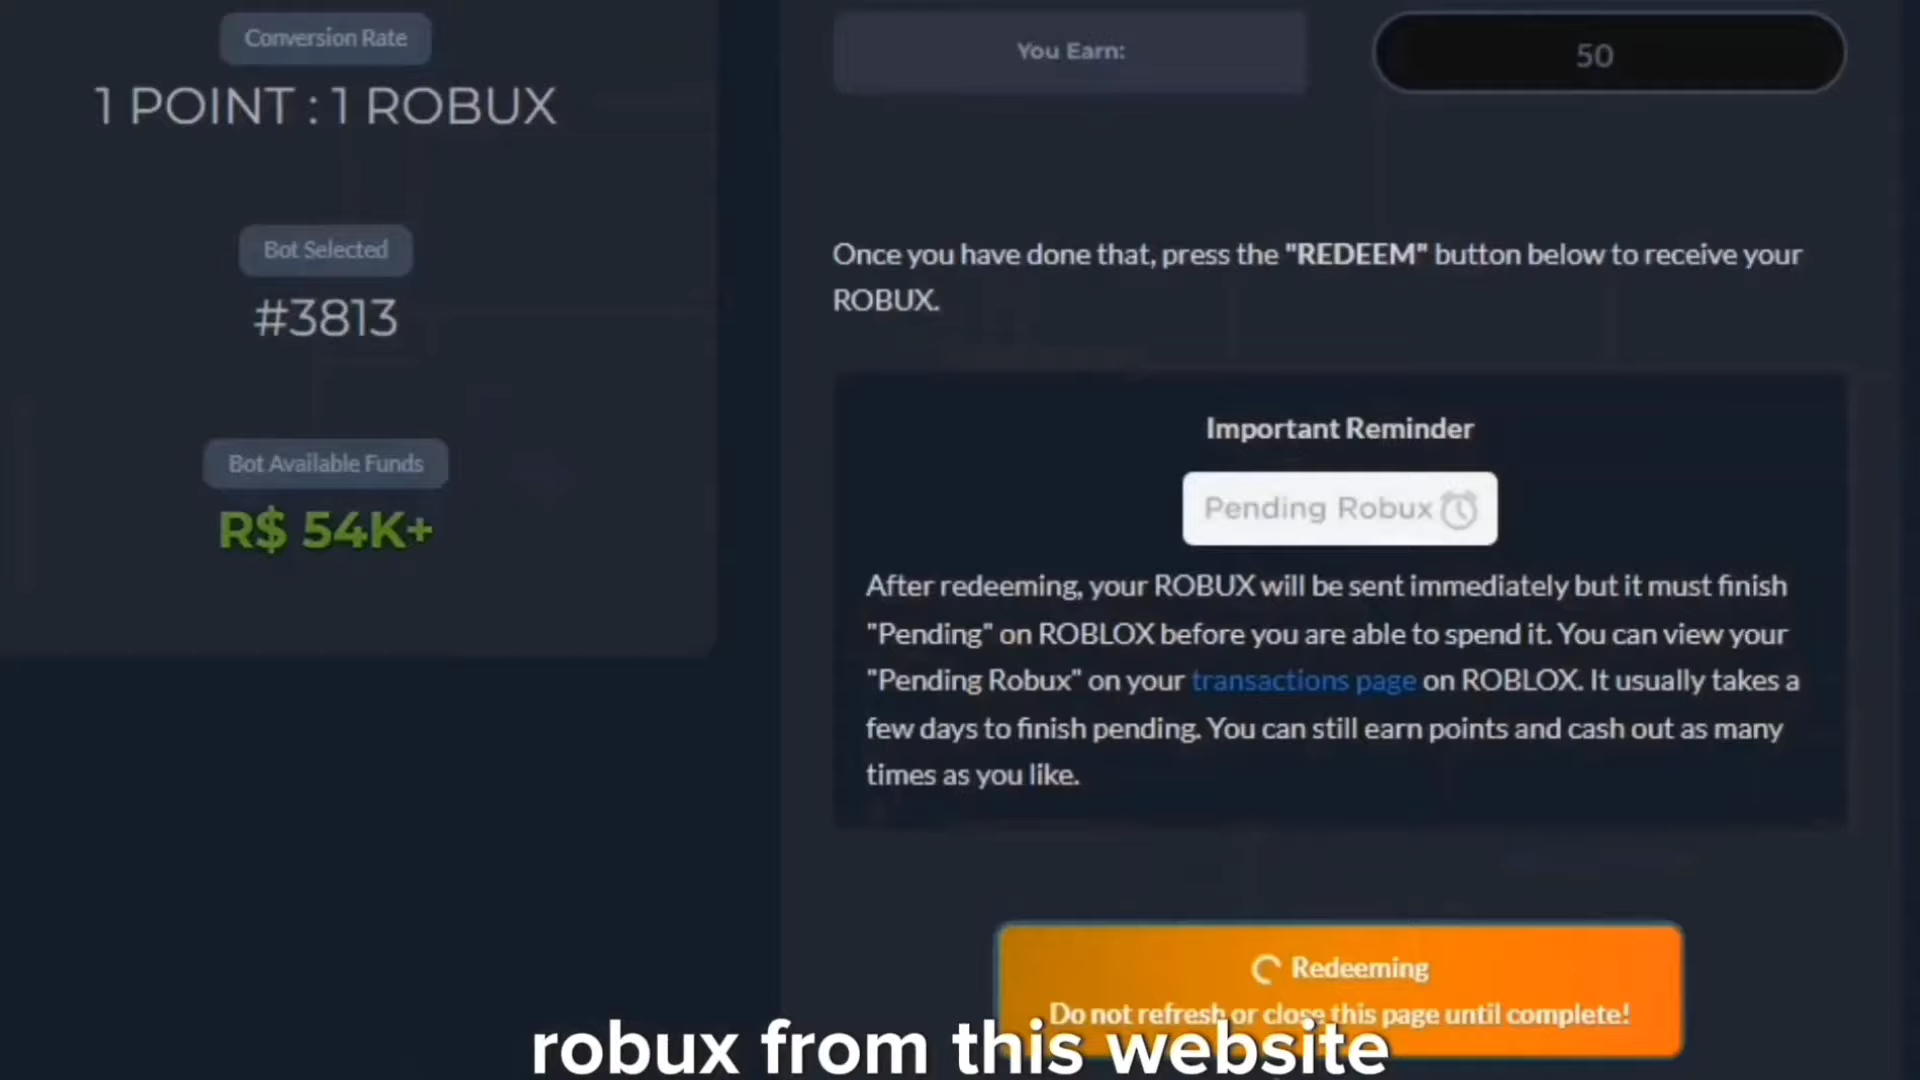 Conversion Rate
1 POINT : 1 ROBUX
Bot Selected
#3813
Bot Available Funds
R$ 54K+
You Earn:
50
Once you have done that, press the "REDEEM" button below to receive your
ROBUX.
Important Reminder
Pending Robux
After redeeming, your ROBUX will be sent immediately but it must finish
"Pending" on ROBLOX before you are able to spend it. You can view your
"Pending Robux" on your transactions page on ROBLOX. It usually takes a
few days to finish pending. You can still earn points and cash out as many
times as you like.
Redeeming
Do not refresh or close this page until complete!
robux from this website